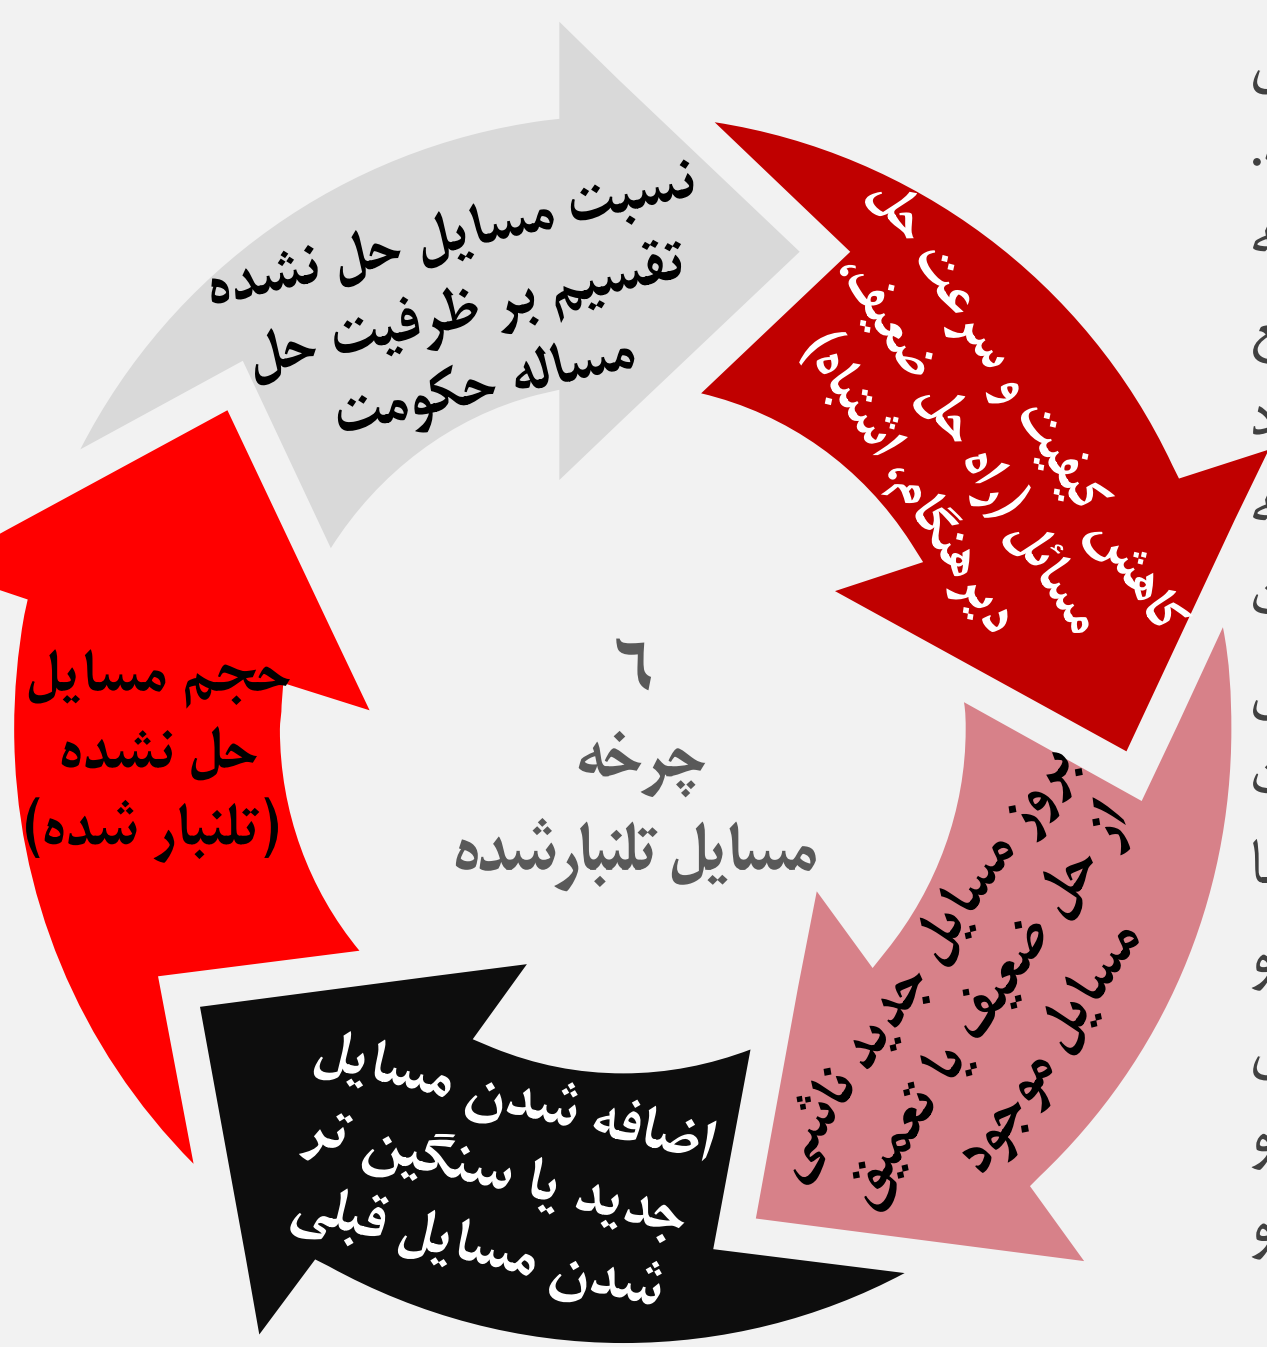 نسبت مسایل حل نشده
تقسیم بر ظرفیت حل
مساله حکومت
کاهش کیفیت و سرعت حل
مسائل (راه حل ضعیف،
دیرهنگام، اشتباه)
بروز مسایل جدید ناشی
از حل ضعیف یا تعمیق
مسایل موجود
اضافه شدن مسایل
جدید یا سنگین تر
شدن مسایل قبلی
حجم مسایل
حل نشده
(تلنبار شده)
٦
چرخه
مسایل تلنبارشده